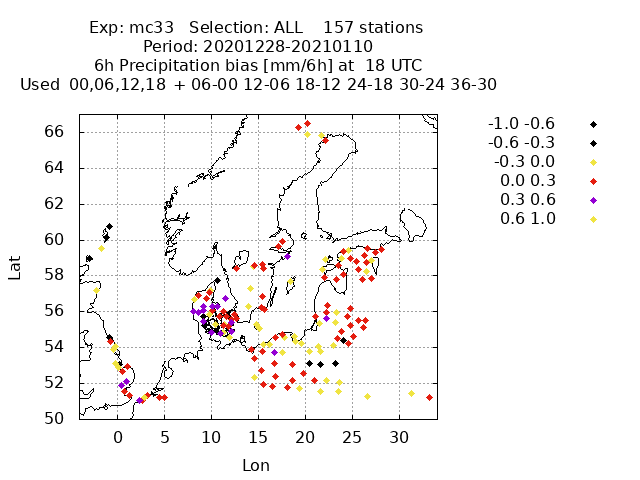 Exp: mc33   Selection: ALL    157 stations
Period: 20201228-20210110
6h Precipitation bias [mm/6h] at  18 UTC
Used  00,06,12,18  + 06-00 12-06 18-12 24-18 30-24 36-30
-1.0 -0.6
-0.6 -0.3
-0.3 0.0
0.0 0.3
0.3 0.6
0.6 1.0
66
64
62
60
58
56
54
52
50
Lat
0 5 10 15 20 25 30
Lon